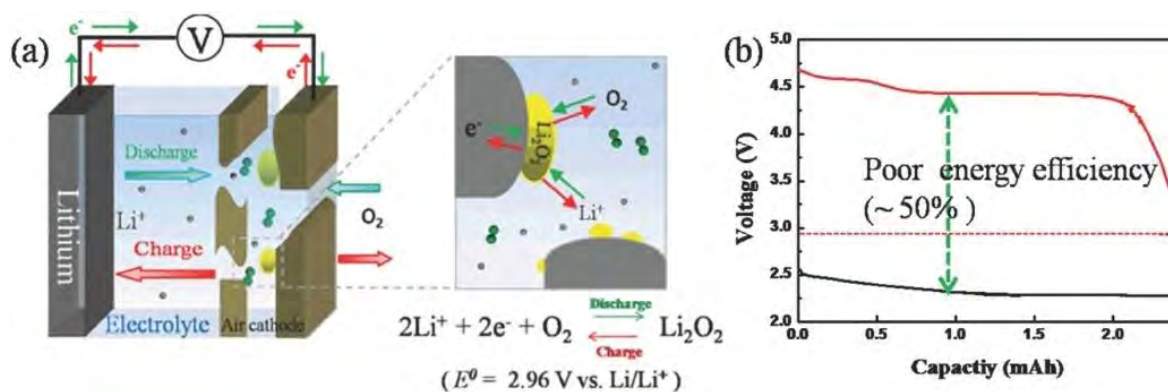 (a)
e-
V
e-
Discharge
Lithium
Li⁺
O₂
Charge
Electrolyte
Air cathode
O₂
e-
Li₂O₂
Li⁺
2Li⁺ + 2e- + O₂ Discharge Charge Li₂O₂
( E⁰ = 2.96 V vs. Li/Li⁺ )
(b)
5.0
4.5
4.0
3.5
3.0
2.5
2.0
Voltage (V)
Poor energy efficiency
(~ 50% )
0.0 0.5 1.0 1.5 2.0
Capactiy (mAh)